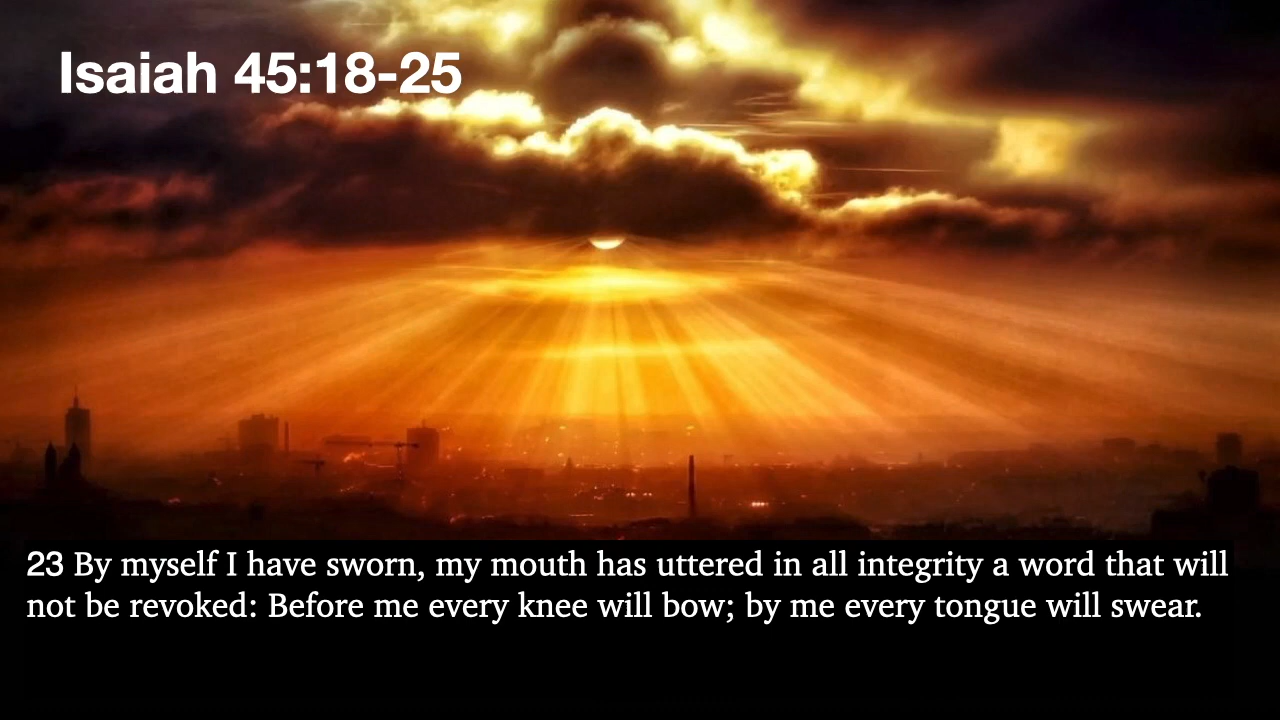 Isaiah 45:18-25
23 By myself I have sworn, my mouth has uttered in all integrity a word that will
not be revoked: Before me every knee will bow; by me every tongue will swear.